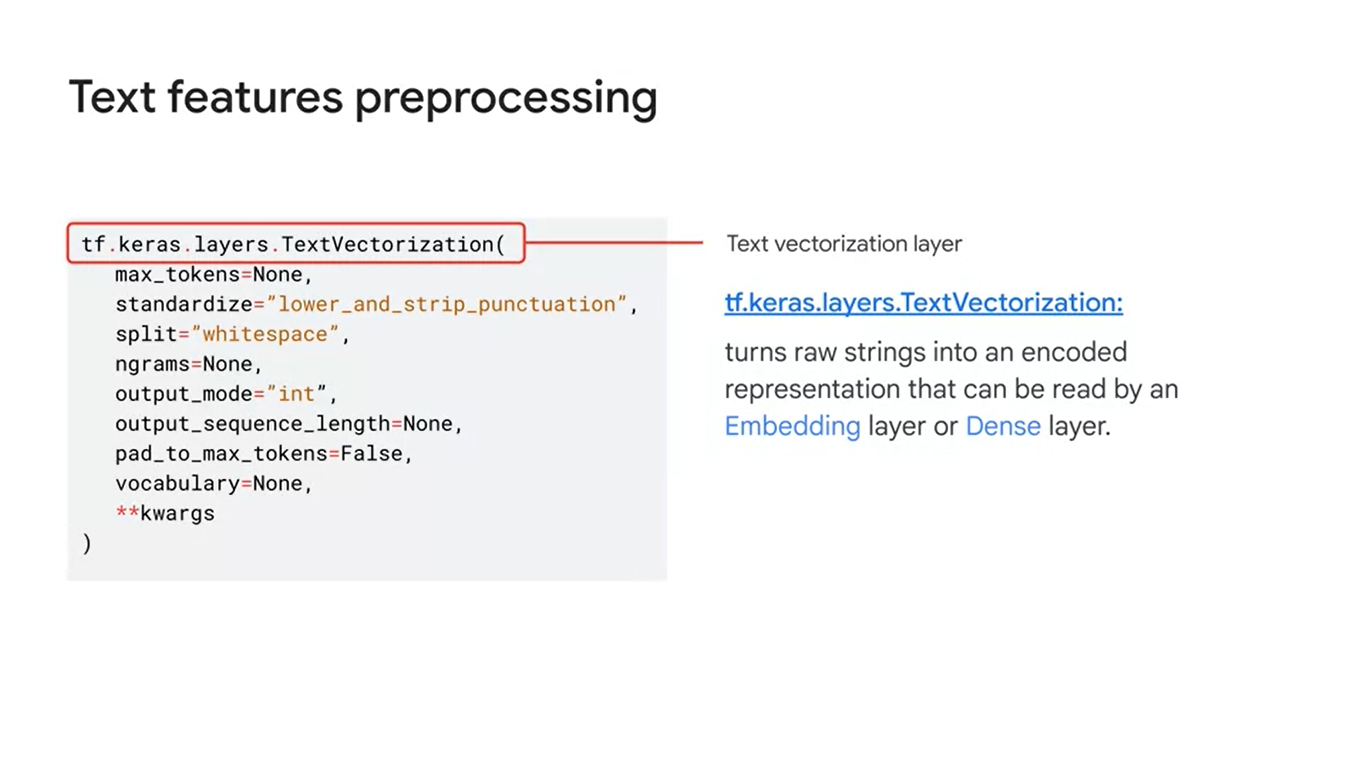 Text features preprocessing
tf.keras.layers.TextVectorization(
max_tokens=None,
standardize=”lower_and_strip_punctuation”,
split=”whitespace”,
ngrams=None,
output_mode=”int”,
output_sequence_length=None,
pad_to_max_tokens=False,
vocabulary=None,
**kwargs
)
Text vectorization layer
tf.keras.layers.TextVectorization:
turns raw strings into an encoded
representation that can be read by an
Embedding layer or Dense layer.